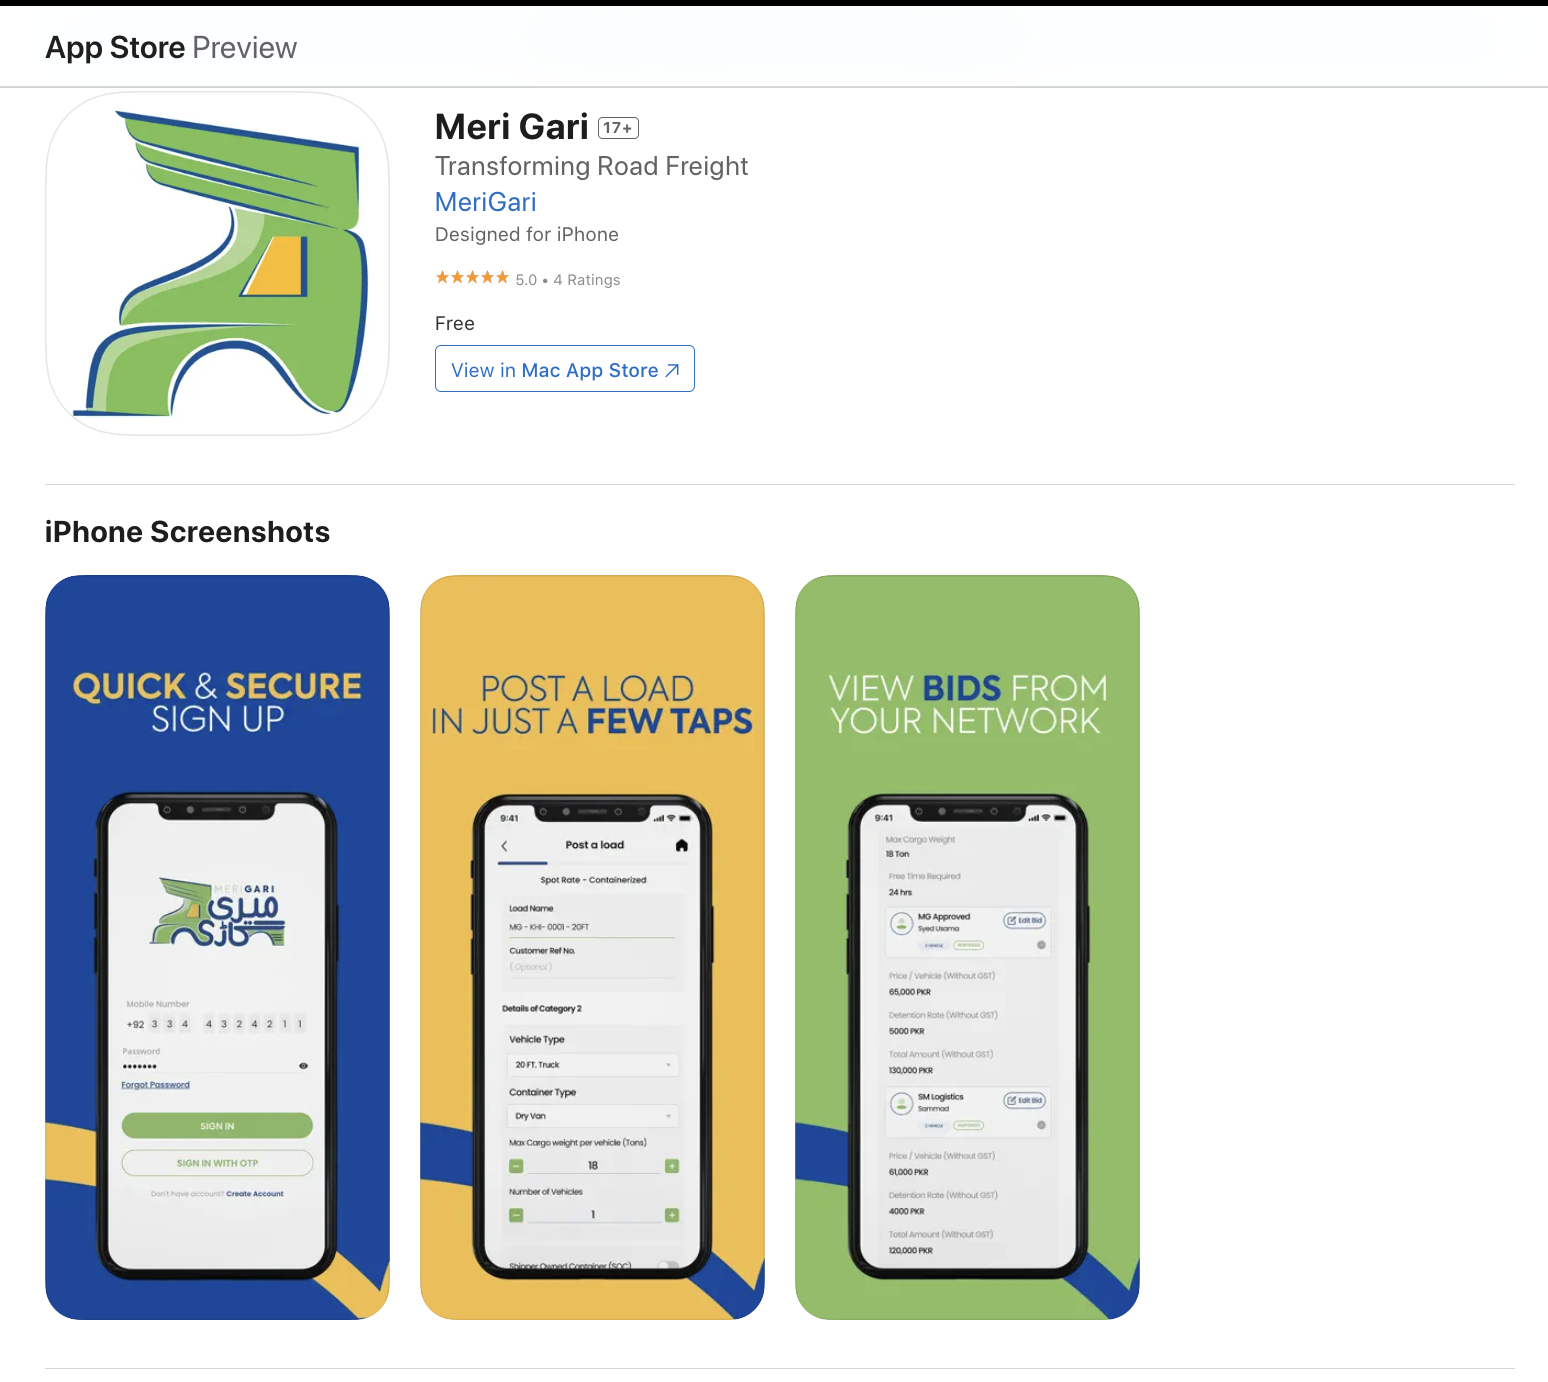 App Store Preview
Meri Gari 17+
Transforming Road Freight
MeriGari
Designed for iPhone
★★★★★ 5.0 • 4 Ratings
Free
View in Mac App Store
iPhone Screenshots
QUICK & SECURE
SIGN UP
MERIGARI
میری
گاڑی
Mobile Number
+92 3 3 4 4 3 2 4 2 1 1
Password
•••••••
Forgot Password
SIGN IN
SIGN IN WITH OTP
Don't have account? Create Account
POST A LOAD
IN JUST A FEW TAPS
9:41
Post a load
Spot Rate - Containerized
Load Name
MG - KHI- 0001 - 20FT
Customer Ref No.
( Optional )
Details of Category 2
Vehicle Type
20 FT. Truck
Container Type
Dry Van
Max Cargo weight per vehicle (Tons)
18
Number of Vehicles
1
Shipper Owned Container (SOC)
VIEW BIDS FROM
YOUR NETWORK
9:41
Max Cargo Weight
18 Ton
Free Time Required
24 hrs
MG Approved
Syed Usama
Edit Bid
2 VEHICLE
RESPONDED
Price / Vehicle (Without GST)
65,000 PKR
Detention Rate (Without GST)
5000 PKR
Total Amount (Without GST)
130,000 PKR
SM Logistics
Sammad
Edit Bid
2 VEHICLE
RESPONDED
Price / Vehicle (Without GST)
61,000 PKR
Detention Rate (Without GST)
4000 PKR
Total Amount (Without GST)
120,000 PKR